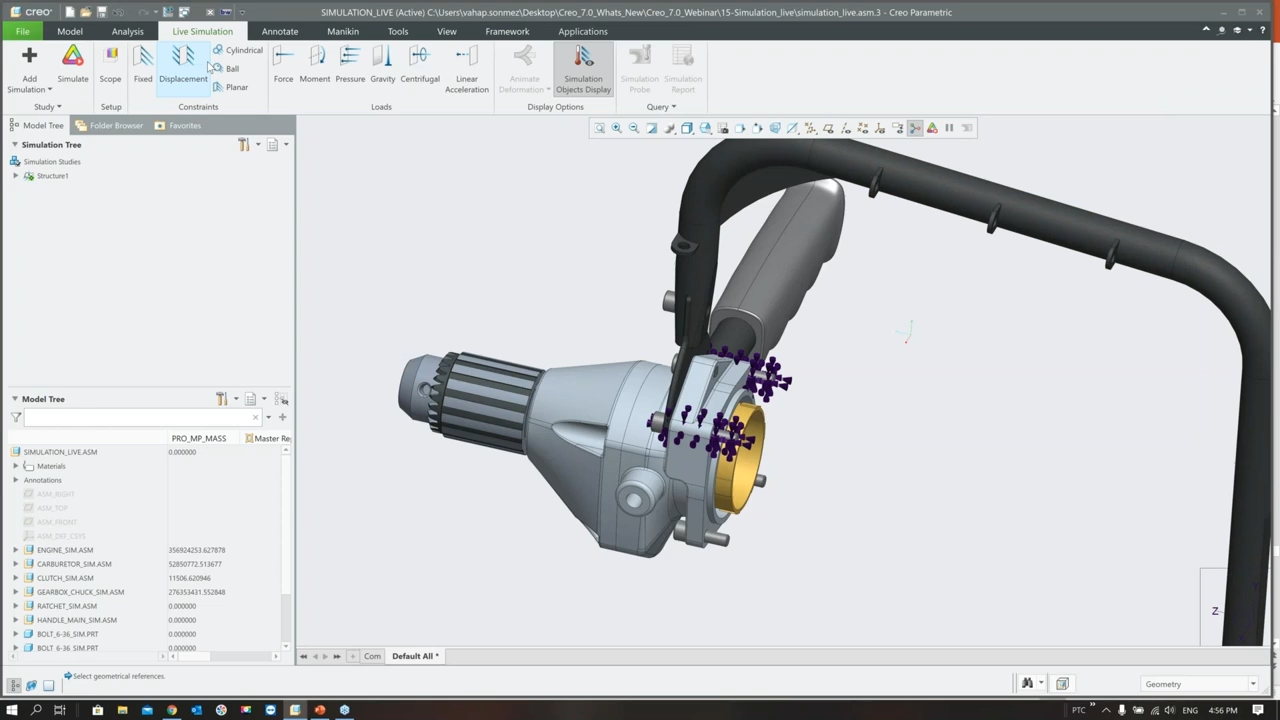 creo
SIMULATION_LIVE (Active) C:\Users\vahap.sonmez\Desktop\Creo_7.0_Whats_New\Creo_7.0_Webinar\15-Simulation_live\simulation_live.asm.3 - Creo Parametric
File Model Analysis Live Simulation Annotate Manikin Tools View Framework Applications
Add Simulation Simulate Scope Fixed Displacement Cylindrical Ball Planar Force Moment Pressure Gravity Centrifugal Linear Acceleration Animate Deformation Simulation Objects Display Simulation Probe Simulation Report
Study Setup Constraints Loads Display Options Query
Model Tree Folder Browser Favorites
Simulation Tree
Simulation Studies
Structure1
Model Tree
PRO_MP_MASS Master Re
SIMULATION_LIVE.ASM 0.000000
Materials
Annotations
ASM_RIGHT
ASM_TOP
ASM_FRONT
ASM_DEF_CSYS
ENGINE_SIM.ASM 356924253.627878
CARBURETOR_SIM.ASM 52850772.513677
CLUTCH_SIM.ASM 11506.620946
GEARBOX_CHUCK_SIM.ASM 276353431.552848
RATCHET_SIM.ASM 0.000000
HANDLE_MAIN_SIM.ASM 0.000000
BOLT_6-36_SIM.PRT 0.000000
BOLT_6-36_SIM.PRT 0.000000
Z
Com Default All *
Select geometrical references.
Geometry
PTC ENG 4:56 PM